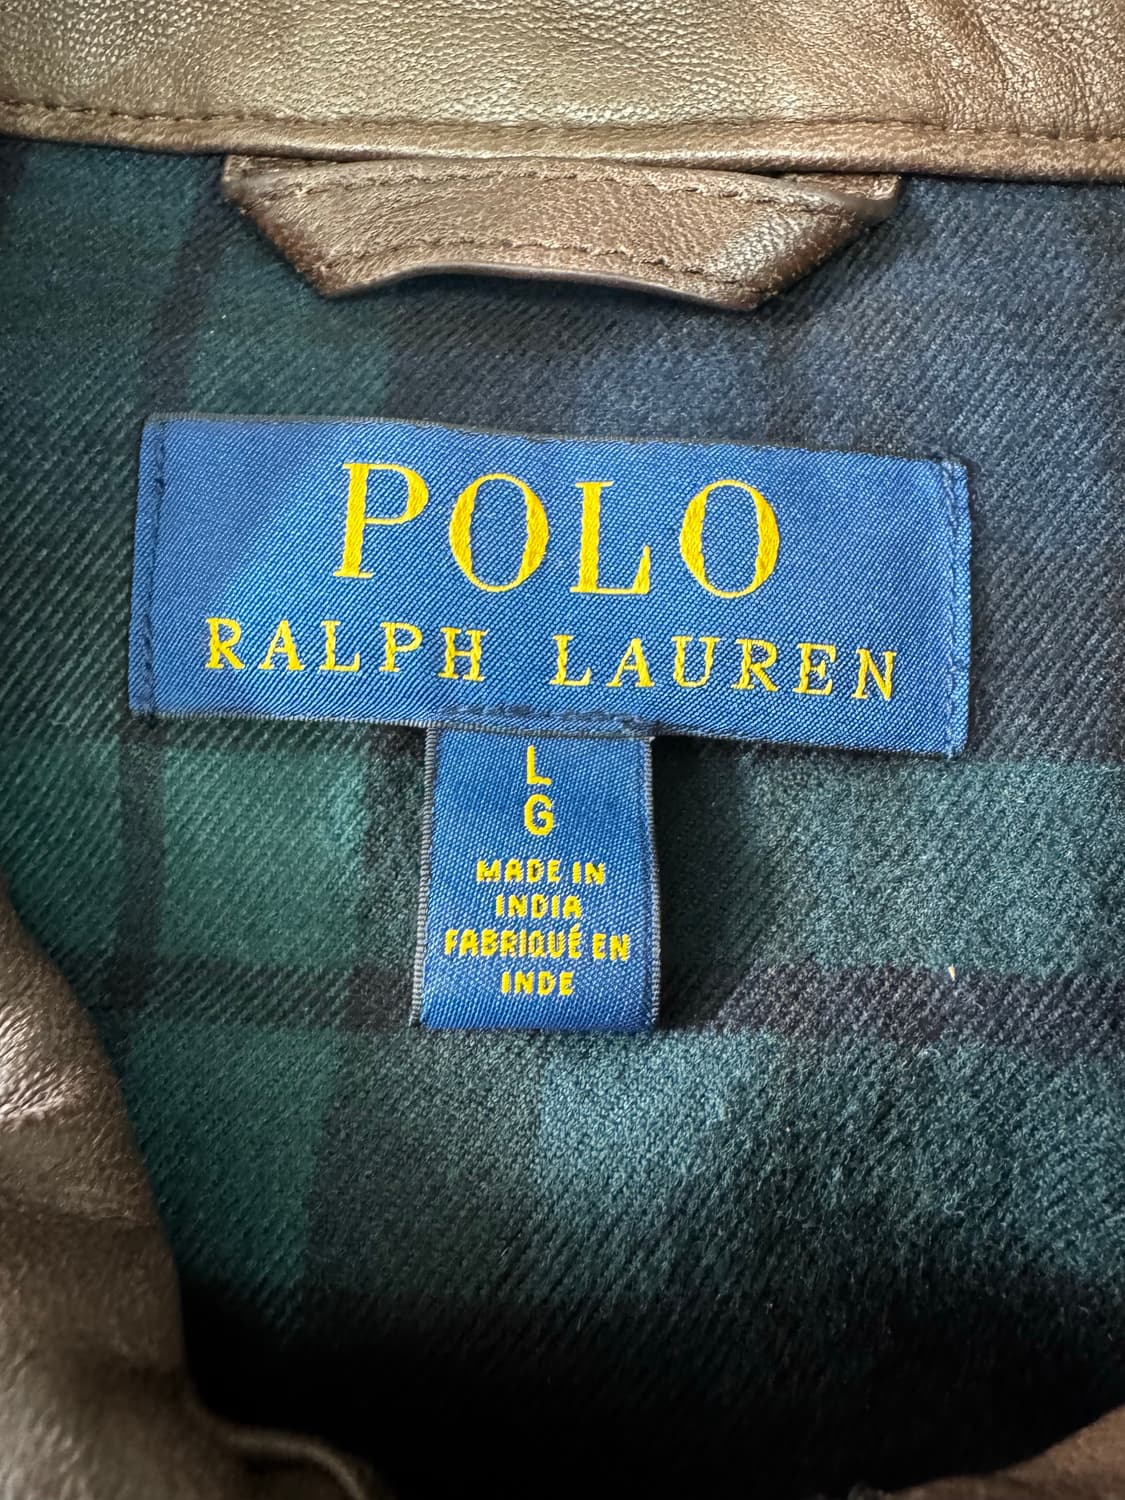 POLO
RALPH LAUREN
L
G
MADE IN
INDIA
FABRIQUÉ EN
INDE